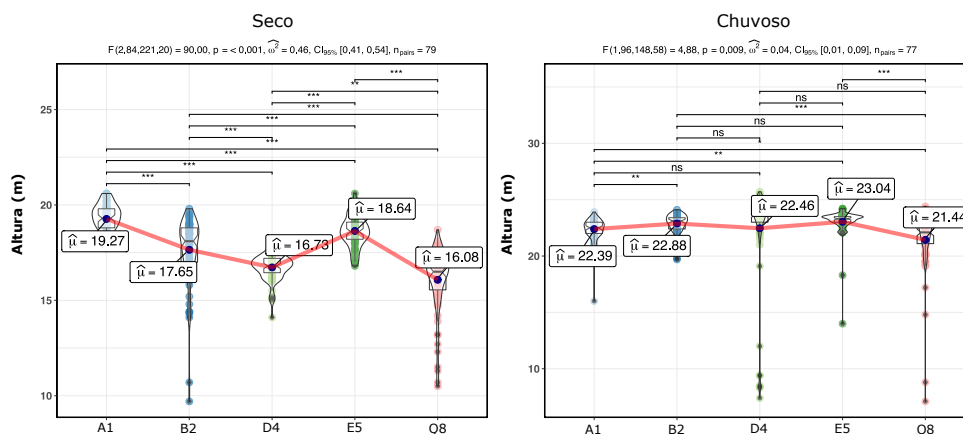 Seco
F(2,84,221,20) = 90,00, p = < 0,001, ω² = 0,46, CI95% [0,41, 0,54], npairs = 79
Altura (m)
25
20
15
10
***
**
***
***
***
***
***
***
***
***
μ̂ = 19.27
μ̂ = 17.65
μ̂ = 16.73
μ̂ = 18.64
μ̂ = 16.08
A1
B2
D4
E5
Q8
Chuvoso
F(1,96,148,58) = 4,88, p = 0,009, ω² = 0,04, CI95% [0,01, 0,09], npairs = 77
Altura (m)
30
20
10
***
ns
ns
***
ns
ns
**
ns
**
μ̂ = 22.39
μ̂ = 22.88
μ̂ = 22.46
μ̂ = 23.04
μ̂ = 21.44
A1
B2
D4
E5
Q8